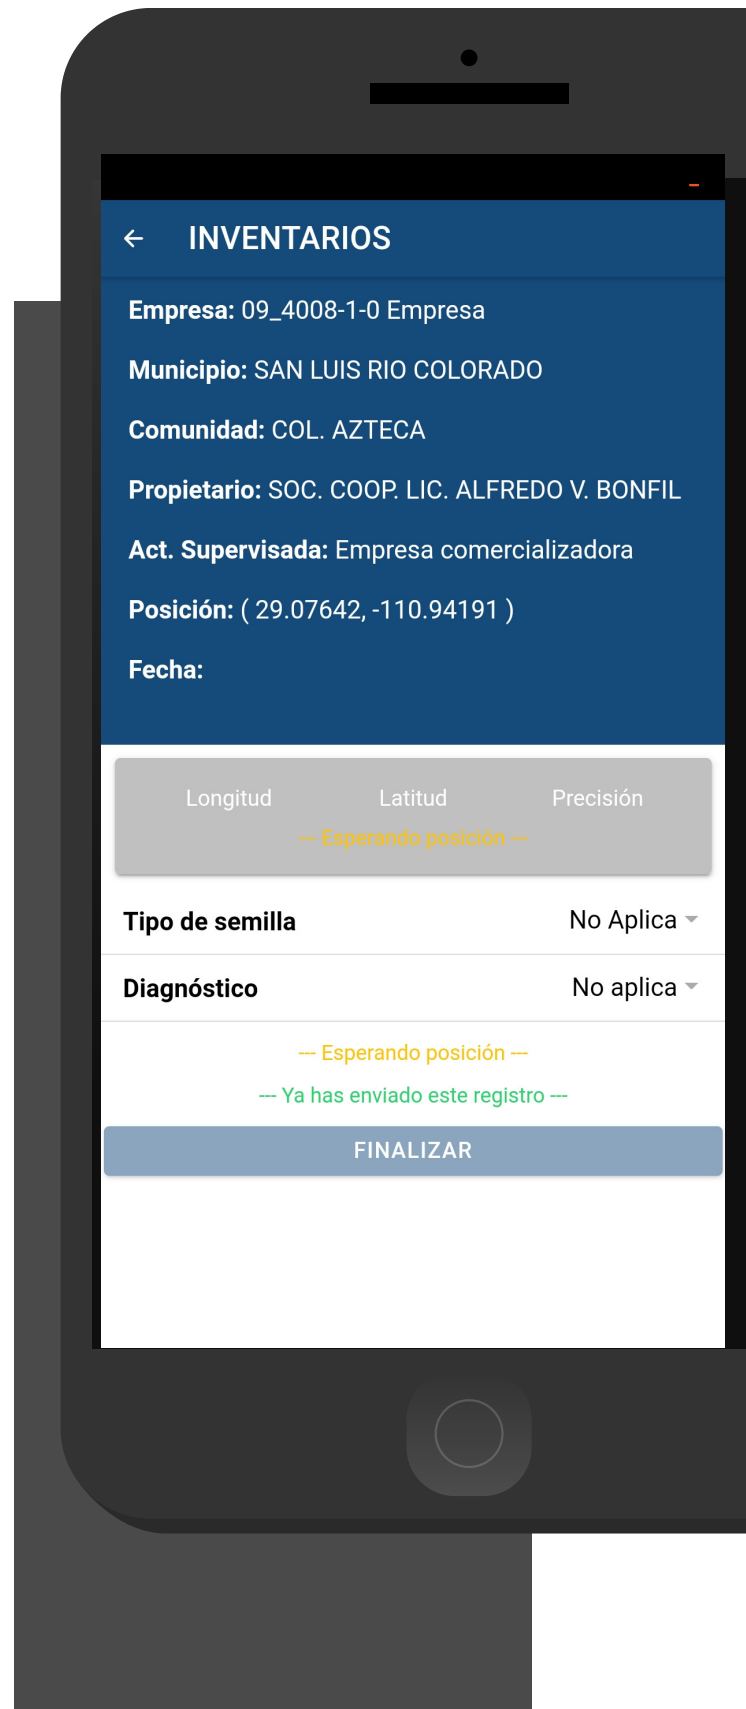 INVENTARIOS
Empresa: 09_4008-1-0 Empresa
Municipio: SAN LUIS RIO COLORADO
Comunidad: COL. AZTECA
Propietario: SOC. COOP. LIC. ALFREDO V. BONFIL
Act. Supervisada: Empresa comercializadora
Posición: ( 29.07642, -110.94191 )
Fecha:
Longitud Latitud Precisión
--- Esperando posición ---
Tipo de semilla No Aplica
Diagnóstico No aplica
--- Esperando posición ---
--- Ya has enviado este registro ---
FINALIZAR